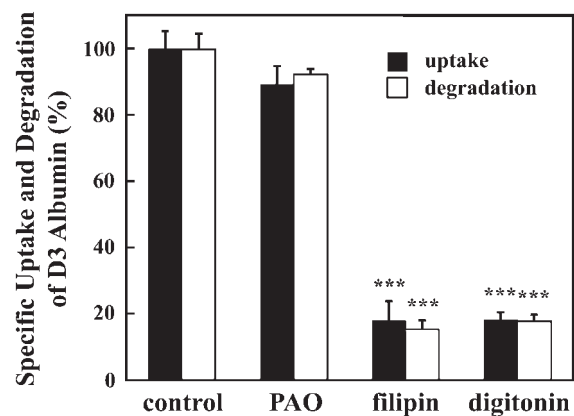 Specific Uptake and Degradation
of D3 Albumin (%)
100
80
60
40
20
0
uptake
degradation
***
***
***
***
control
PAO
filipin
digitonin